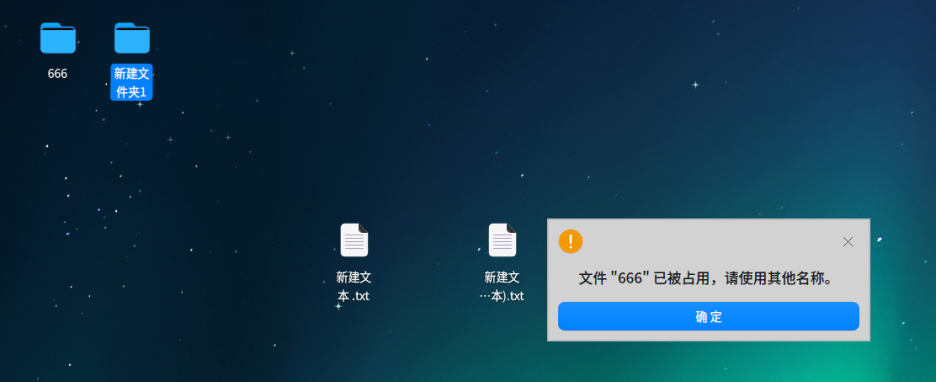 666
新建文
件夹1
新建文
本 .txt
新建文
…本).txt
文件 "666" 已被占用，请使用其他名称。
确 定